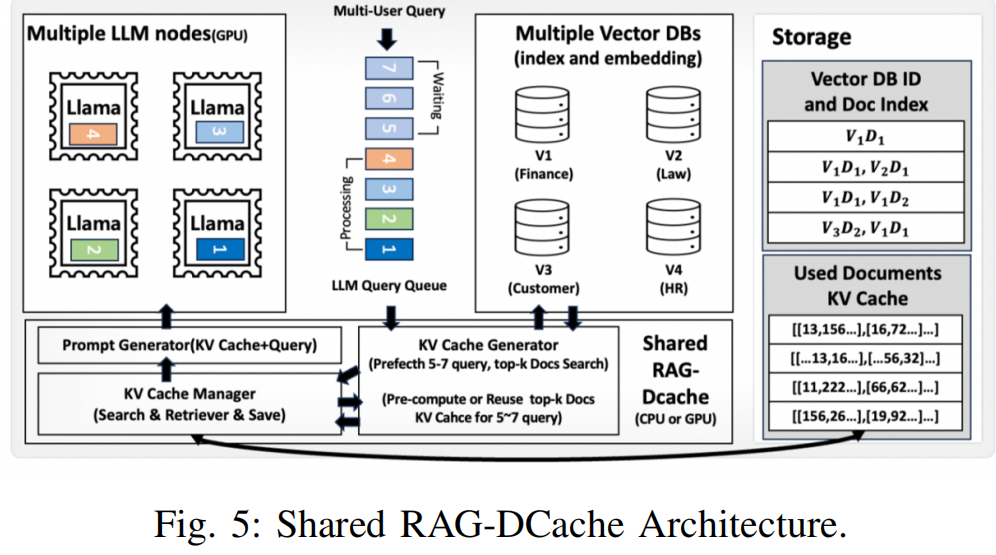 Multiple LLM nodes(GPU)
Llama
4
Llama
3
Llama
2
Llama
1
Multi-User Query
7
6
5
4
3
2
1
Waiting
Processing
LLM Query Queue
Multiple Vector DBs
(index and embedding)
V1
(Finance)
V2
(Law)
V3
(Customer)
V4
(HR)
Storage
Vector DB ID
and Doc Index
V₁D₁
V₁D₁, V₂D₁
V₁D₁, V₁D₂
V₃D₂, V₁D₁
Used Documents
KV Cache
[[13,156...],[16,72...]...]
[[...13,16...],[...56,32]...]
[[11,222...],[66,62...]...]
[[156,26...],[19,92...]...]
Prompt Generator(KV Cache+Query)
KV Cache Manager
(Search & Retriever & Save)
KV Cache Generator
(Prefecth 5-7 query, top-k Docs Search)
(Pre-compute or Reuse top-k Docs
KV Cahce for 5~7 query)
Shared
RAG-
Dcache
(CPU or GPU)
Fig. 5: Shared RAG-DCache Architecture.